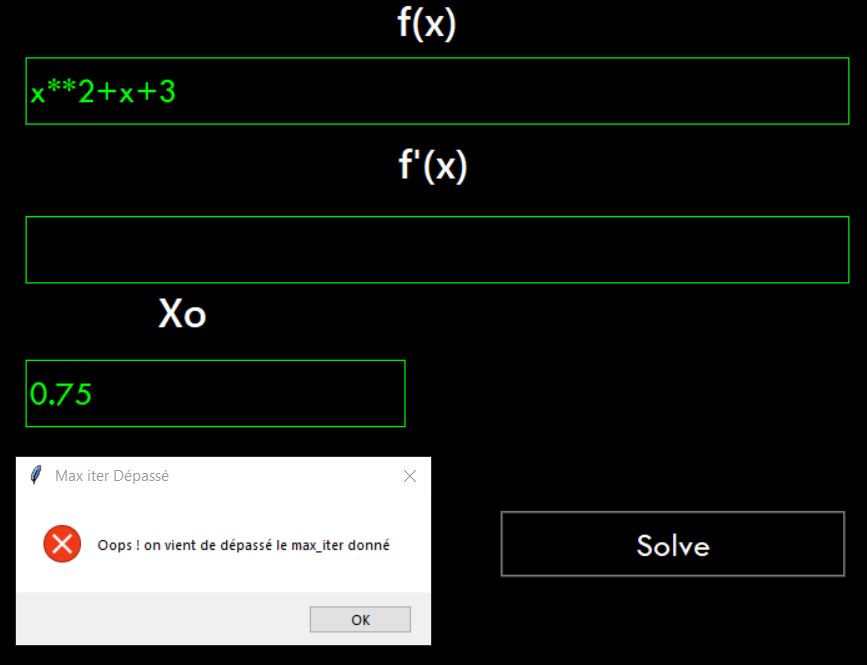 f(x)
x**2+x+3
f'(x)
Xo
0.75
Max iter Dépassé
Oops ! on vient de dépassé le max_iter donné
OK
Solve